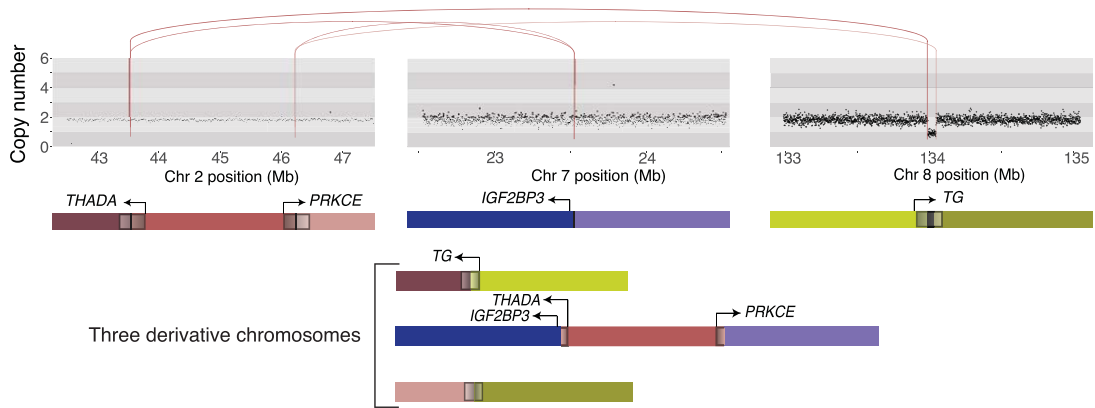 Copy number
6
4
2
0
43 44 45 46 47
Chr 2 position (Mb)
23 24
Chr 7 position (Mb)
133 134 135
Chr 8 position (Mb)
THADA PRKCE
IGF2BP3
TG
Three derivative chromosomes
TG
THADA
IGF2BP3
PRKCE